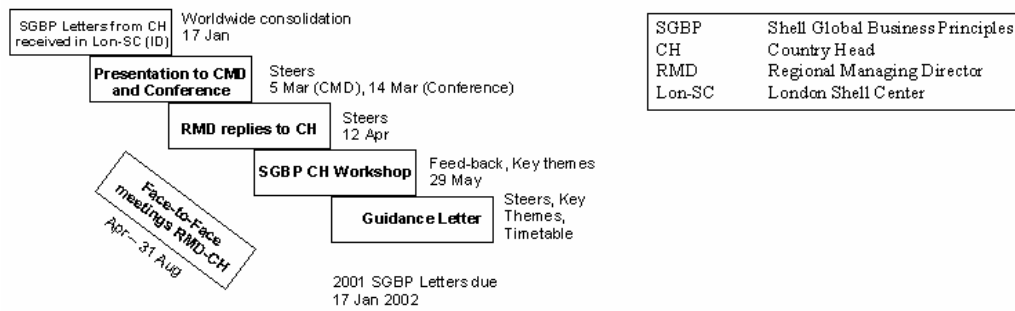 SGBP Letters from CH
received in Lon-SC (ID)
Worldwide consolidation
17 Jan
Presentation to CMD
and Conference
Steers
5 Mar (CMD), 14 Mar (Conference)
RMD replies to CH
Steers
12 Apr
SGBP CH Workshop
Feed-back, Key themes
29 May
Guidance Letter
Steers, Key
Themes,
Timetable
Face-to-Face
meetings RMD-CH
Apr – 31 Aug
2001 SGBP Letters due
17 Jan 2002
SGBP Shell Global Business Principles
CH Country Head
RMD Regional Managing Director
Lon-SC London Shell Center